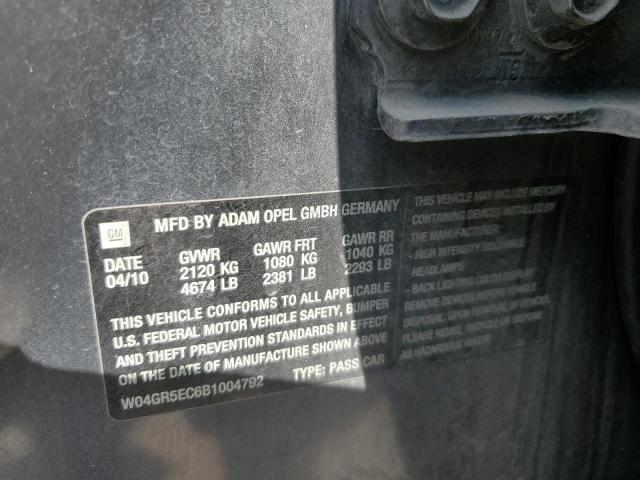 GM
MFD BY ADAM OPEL GMBH GERMANY
DATE GVWR GAWR FRT GAWR RR
04/10 2120 KG 1080 KG 1040 KG
4674 LB 2381 LB 2293 LB
THIS VEHICLE CONFORMS TO ALL APPLICABLE
U.S. FEDERAL MOTOR VEHICLE SAFETY, BUMPER
AND THEFT PREVENTION STANDARDS IN EFFECT
ON THE DATE OF MANUFACTURE SHOWN ABOVE
W04GR5EC6B1004792 TYPE: PASS CAR
THIS VEHICLE MAY INCLUDE MERCURY
CONTAINING DEVICES INSTALLED BY
THE MANUFACTURER:
- HIGH INTENSITY DISCHARGE
HEADLAMPS
- BACK LIGHTING COLOR DISPLAY
REMOVE DEVICES BEFORE VEHICLE
DISPOSAL. UPON REMOVAL OF DEVICES,
PLEASE REUSE, RECYCLE OR DISPOSE
AS HAZARDOUS WASTE